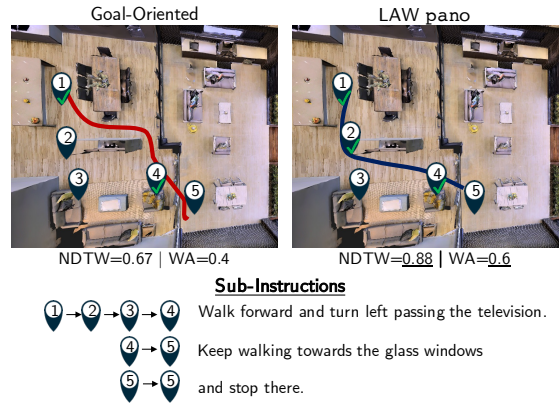 Goal-Oriented
LAW pano
1
2
3
4
5
1
2
3
4
5
NDTW=0.67 | WA=0.4
NDTW=0.88 | WA=0.6
Sub-Instructions
1 → 2 → 3 → 4 Walk forward and turn left passing the television.
4 → 5 Keep walking towards the glass windows
5 → 5 and stop there.